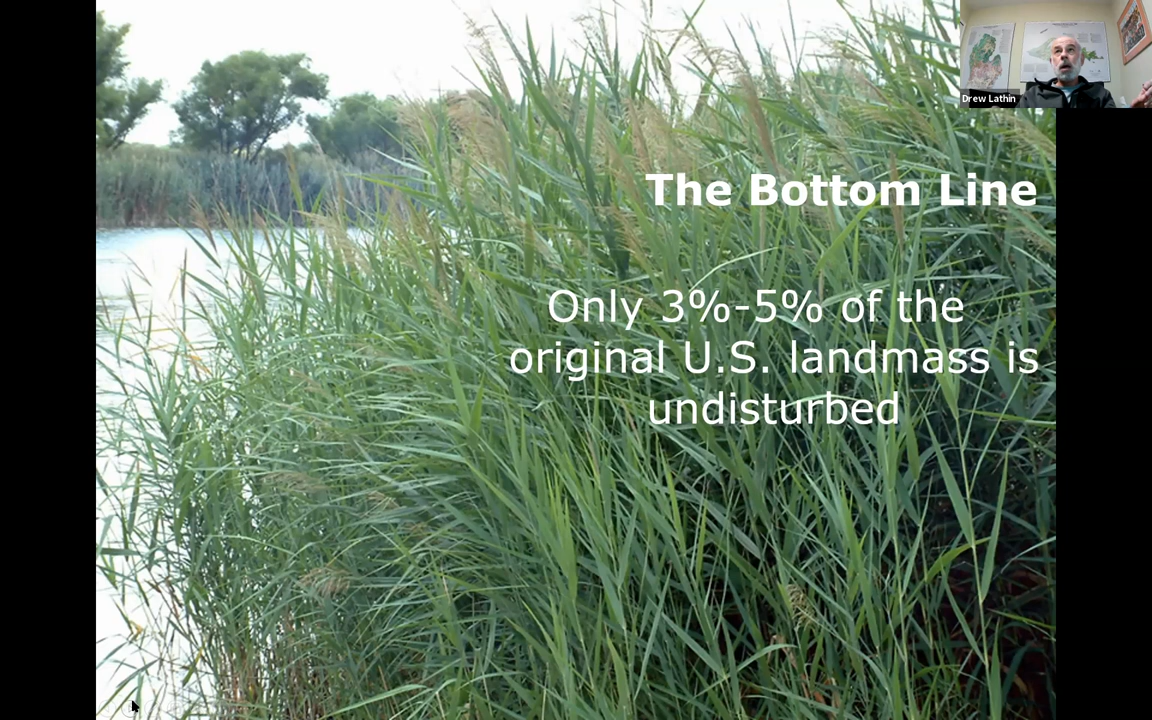 Drew Lathin
The Bottom Line
Only 3%-5% of the
original U.S. landmass is
undisturbed